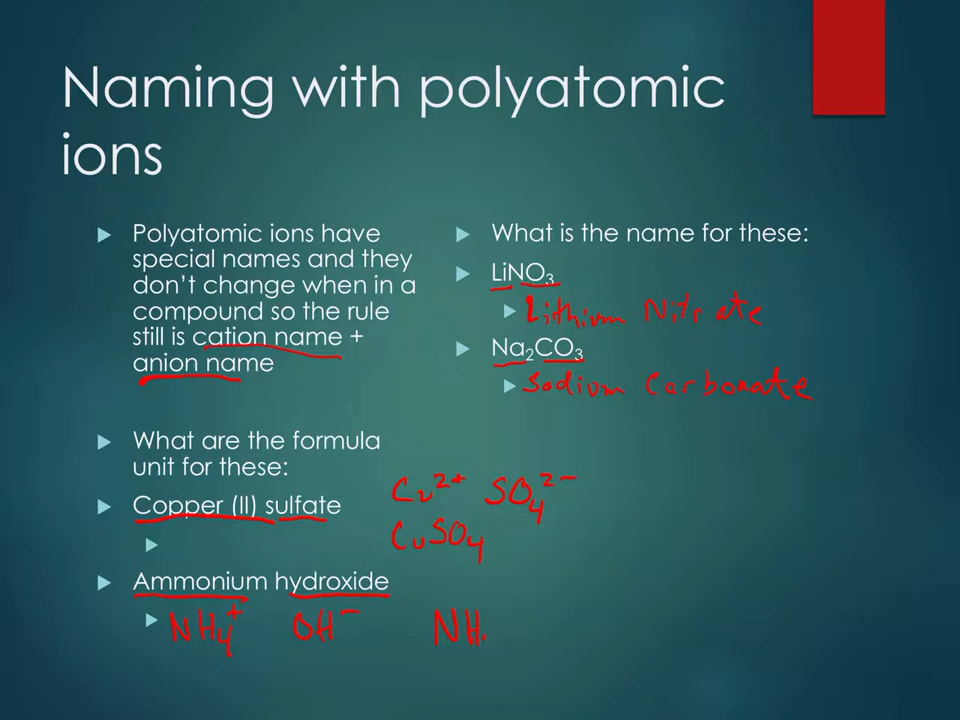 Naming with polyatomic
ions
Polyatomic ions have
special names and they
don't change when in a
compound so the rule
still is cation name +
anion name
What are the formula
unit for these:
Copper (II) sulfate
Cu²⁺ SO₄²⁻
CuSO₄
Ammonium hydroxide
NH₄⁺ OH⁻ NH
What is the name for these:
LiNO₃
Lithium Nitrate
Na₂CO₃
Sodium Carbonate